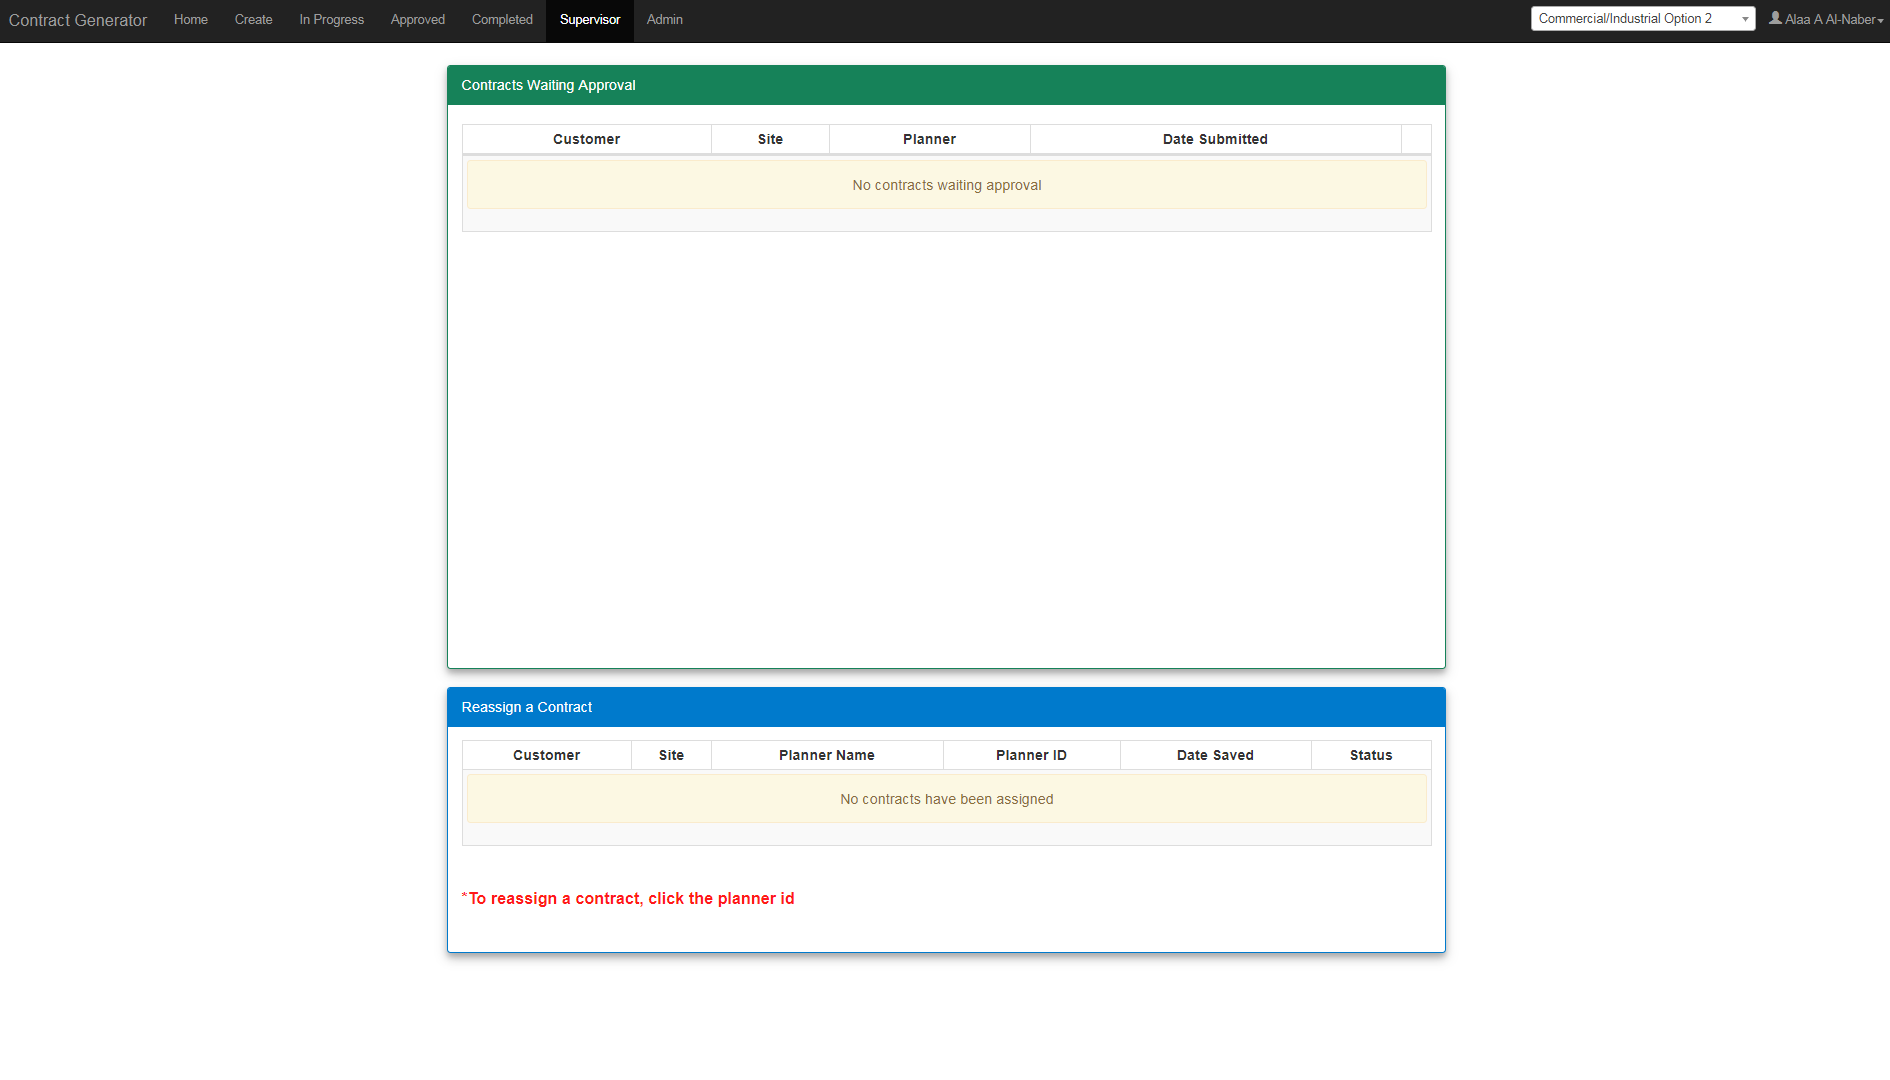 Contract Generator Home Create In Progress Approved Completed Supervisor Admin Commercial/Industrial Option 2 Alaa A Al-Naber
Contracts Waiting Approval
Customer Site Planner Date Submitted
No contracts waiting approval
Reassign a Contract
Customer Site Planner Name Planner ID Date Saved Status
No contracts have been assigned
*To reassign a contract, click the planner id